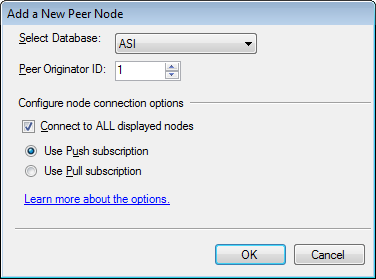 Add a New Peer Node
Select Database: ASI
Peer Originator ID: 1
Configure node connection options
Connect to ALL displayed nodes
Use Push subscription
Use Pull subscription
Learn more about the options.
OK Cancel